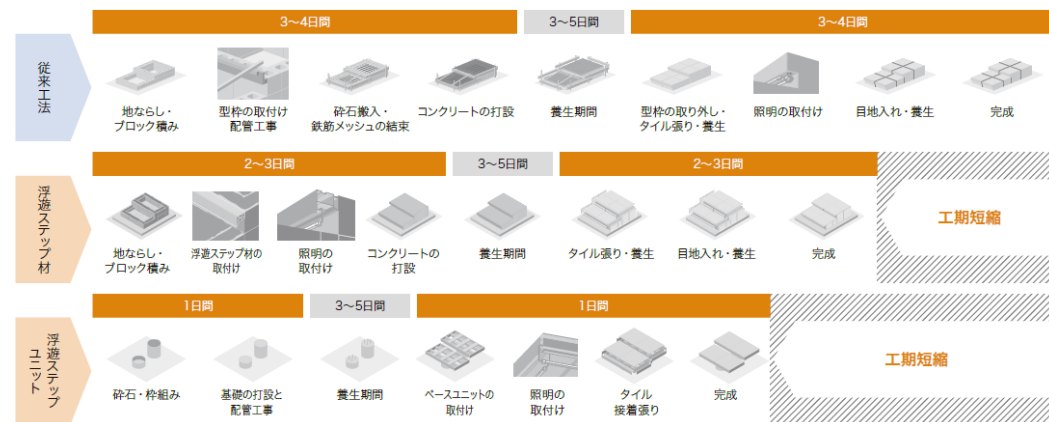 3〜4日間
3〜5日間
3〜4日間
従来工法
地ならし・
ブロック積み
型枠の取付け
配管工事
砕石搬入・
鉄筋メッシュの結束
コンクリートの打設
養生期間
型枠の取り外し・
タイル張り・養生
照明の取付け
目地入れ・養生
完成
2〜3日間
3〜5日間
2〜3日間
浮遊ステップ材
地ならし・
ブロック積み
浮遊ステップ材の
取付け
照明の
取付け
コンクリートの
打設
養生期間
タイル張り・養生
目地入れ・養生
完成
工期短縮
1日間
3〜5日間
1日間
浮遊ステップ
ユニット
砕石・枠組み
基礎の打設と
配管工事
養生期間
ベースユニットの
取付け
照明の
取付け
タイル
接着張り
完成
工期短縮